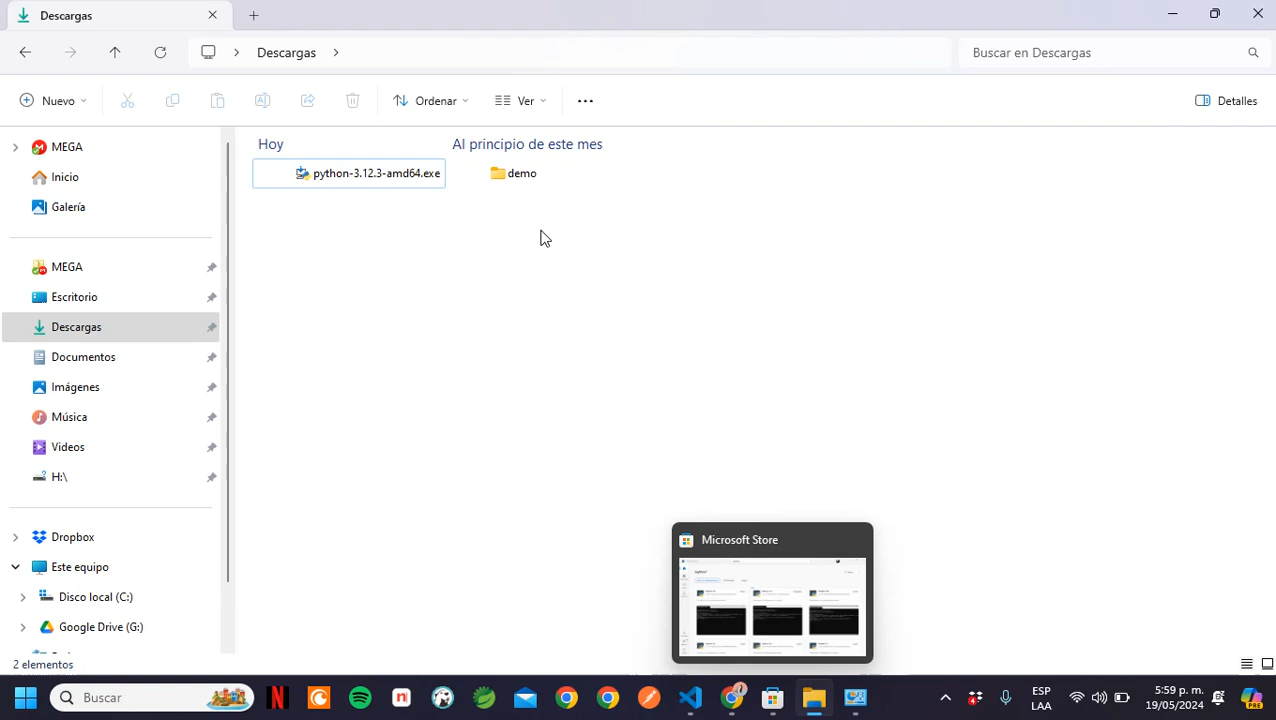 Descargas
Descargas
Buscar en Descargas
Nuevo
Ordenar
Ver
Detalles
MEGA
Inicio
Galería
MEGA
Escritorio
Descargas
Documentos
Imágenes
Música
Videos
H:\
Dropbox
Este equipo
Disco local (C:)
Google Drive (G:)
Hoy
Al principio de este mes
python-3.12.3-amd64.exe
demo
Microsoft Store
2 elementos
Buscar
ESP
LAA
19/05/2024
PRE